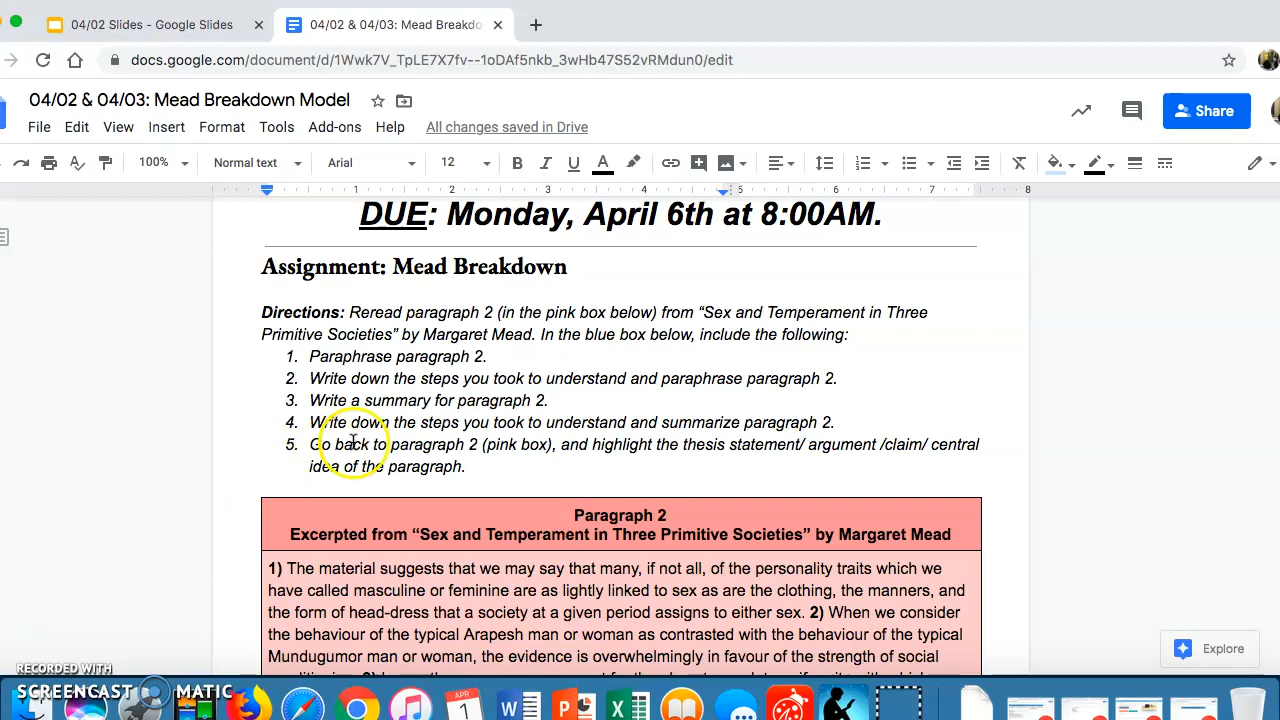 04/02 Slides - Google Slides
04/02 & 04/03: Mead Breakdo
docs.google.com/document/d/1Wwk7V_TpLE7X7fv--1oDAf5nkb_3wHb47S52vRMdun0/edit
04/02 & 04/03: Mead Breakdown Model
File Edit View Insert Format Tools Add-ons Help All changes saved in Drive
Share
100% Normal text Arial 12
1 2 3 4 5 6 7 8
DUE: Monday, April 6th at 8:00AM.
Assignment: Mead Breakdown
Directions: Reread paragraph 2 (in the pink box below) from “Sex and Temperament in Three
Primitive Societies” by Margaret Mead. In the blue box below, include the following:
1. Paraphrase paragraph 2.
2. Write down the steps you took to understand and paraphrase paragraph 2.
3. Write a summary for paragraph 2.
4. Write down the steps you took to understand and summarize paragraph 2.
5. Go back to paragraph 2 (pink box), and highlight the thesis statement/ argument /claim/ central
idea of the paragraph.
Paragraph 2
Excerpted from “Sex and Temperament in Three Primitive Societies” by Margaret Mead
1) The material suggests that we may say that many, if not all, of the personality traits which we
have called masculine or feminine are as lightly linked to sex as are the clothing, the manners, and
the form of head-dress that a society at a given period assigns to either sex. 2) When we consider
the behaviour of the typical Arapesh man or woman as contrasted with the behaviour of the typical
Mundugumor man or woman, the evidence is overwhelmingly in favour of the strength of social
Explore
RECORDED WITH
SCREENCAST MATIC
APR
1